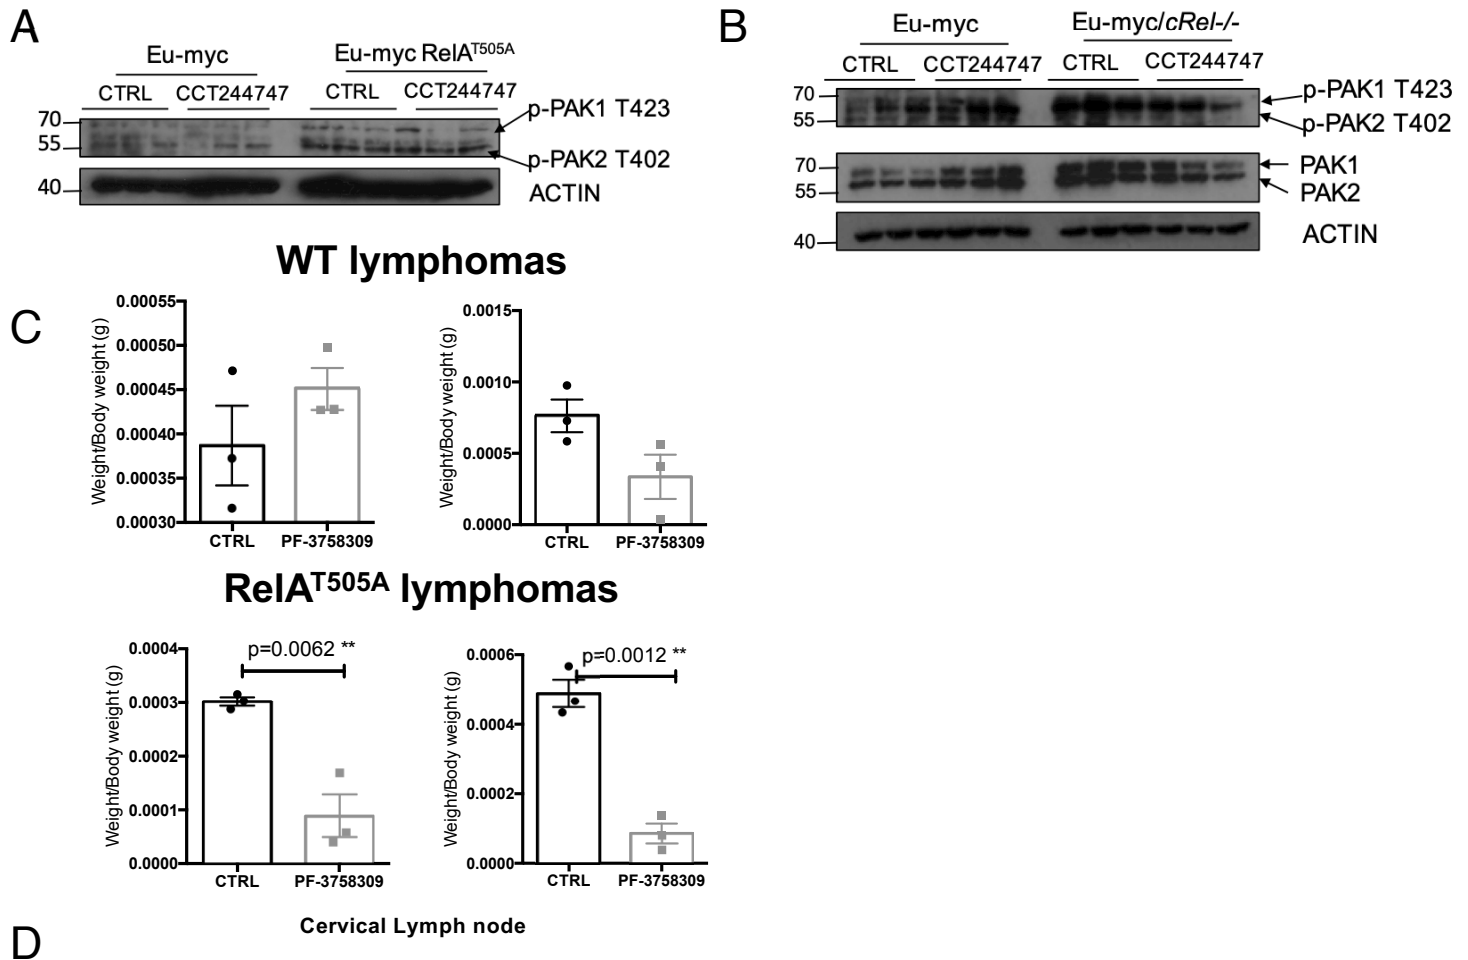 A
Eu-myc
Eu-myc RelAT505A
CTRL
CCT244747
CTRL
CCT244747
70
55
40
p-PAK1 T423
p-PAK2 T402
ACTIN
B
Eu-myc
Eu-myc/cRel-/-
CTRL
CCT244747
CTRL
CCT244747
70
55
p-PAK1 T423
p-PAK2 T402
70
55
PAK1
PAK2
40
ACTIN
WT lymphomas
C
Weight/Body weight (g)
0.00055
0.00050
0.00045
0.00040
0.00035
0.00030
CTRL
PF-3758309
Weight/Body weight (g)
0.0015
0.0010
0.0005
0.0000
CTRL
PF-3758309
RelAT505A lymphomas
Weight/Body weight (g)
0.0004
0.0003
0.0002
0.0001
0.0000
p=0.0062 **
CTRL
PF-3758309
Weight/Body weight (g)
0.0006
0.0004
0.0002
0.0000
p=0.0012 **
CTRL
PF-3758309
Cervical Lymph node
D